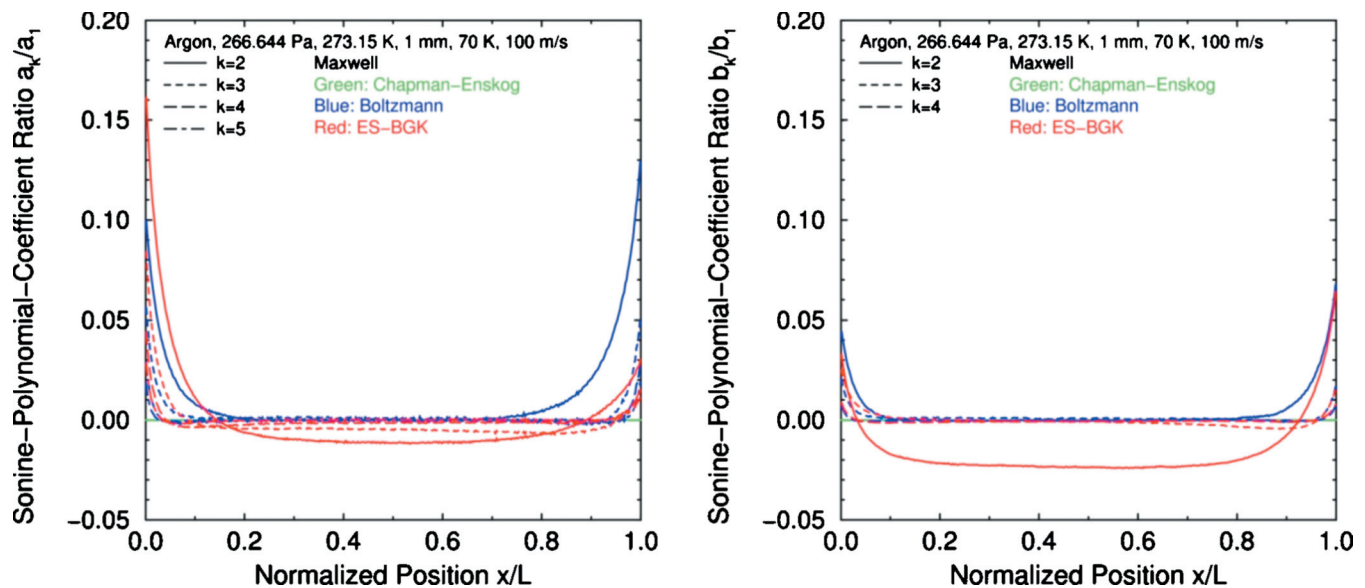 Sonine-Polynomial-Coefficient Ratio aₖ/a₁
0.20
0.15
0.10
0.05
0.00
-0.05
Argon, 266.644 Pa, 273.15 K, 1 mm, 70 K, 100 m/s
k=2 Maxwell
k=3 Green: Chapman-Enskog
k=4 Blue: Boltzmann
k=5 Red: ES-BGK
0.0 0.2 0.4 0.6 0.8 1.0
Normalized Position x/L
Sonine-Polynomial-Coefficient Ratio bₖ/b₁
0.20
0.15
0.10
0.05
0.00
-0.05
Argon, 266.644 Pa, 273.15 K, 1 mm, 70 K, 100 m/s
k=2 Maxwell
k=3 Green: Chapman-Enskog
k=4 Blue: Boltzmann
Red: ES-BGK
0.0 0.2 0.4 0.6 0.8 1.0
Normalized Position x/L